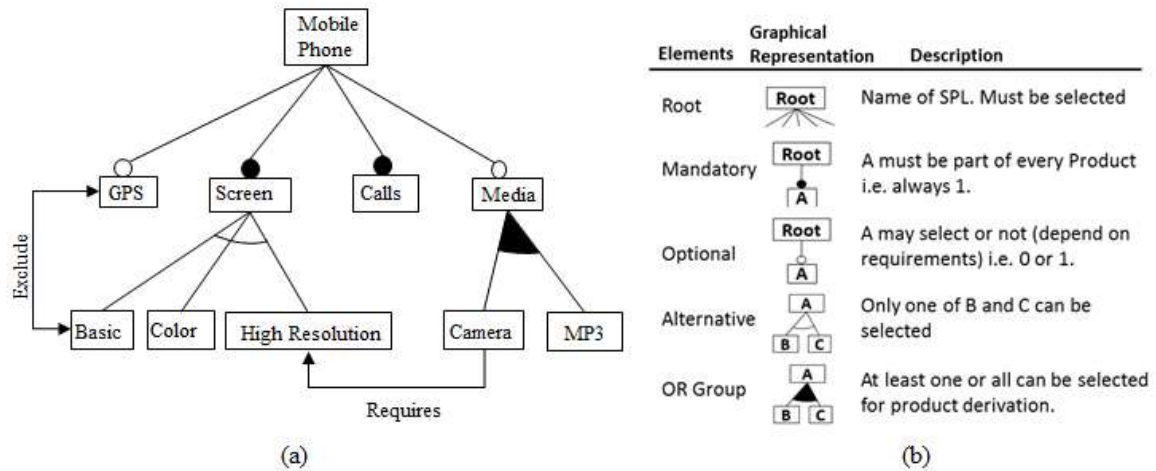 Mobile
Phone
GPS
Screen
Calls
Media
Exclude
Basic
Color
High Resolution
Camera
MP3
Requires
(a)
Elements
Graphical
Representation
Description
Root
Root
Name of SPL. Must be selected
Mandatory
Root
A
A must be part of every Product
i.e. always 1.
Optional
Root
A
A may select or not (depend on
requirements) i.e. 0 or 1.
Alternative
A
B
C
Only one of B and C can be
selected
OR Group
A
B
C
At least one or all can be selected
for product derivation.
(b)